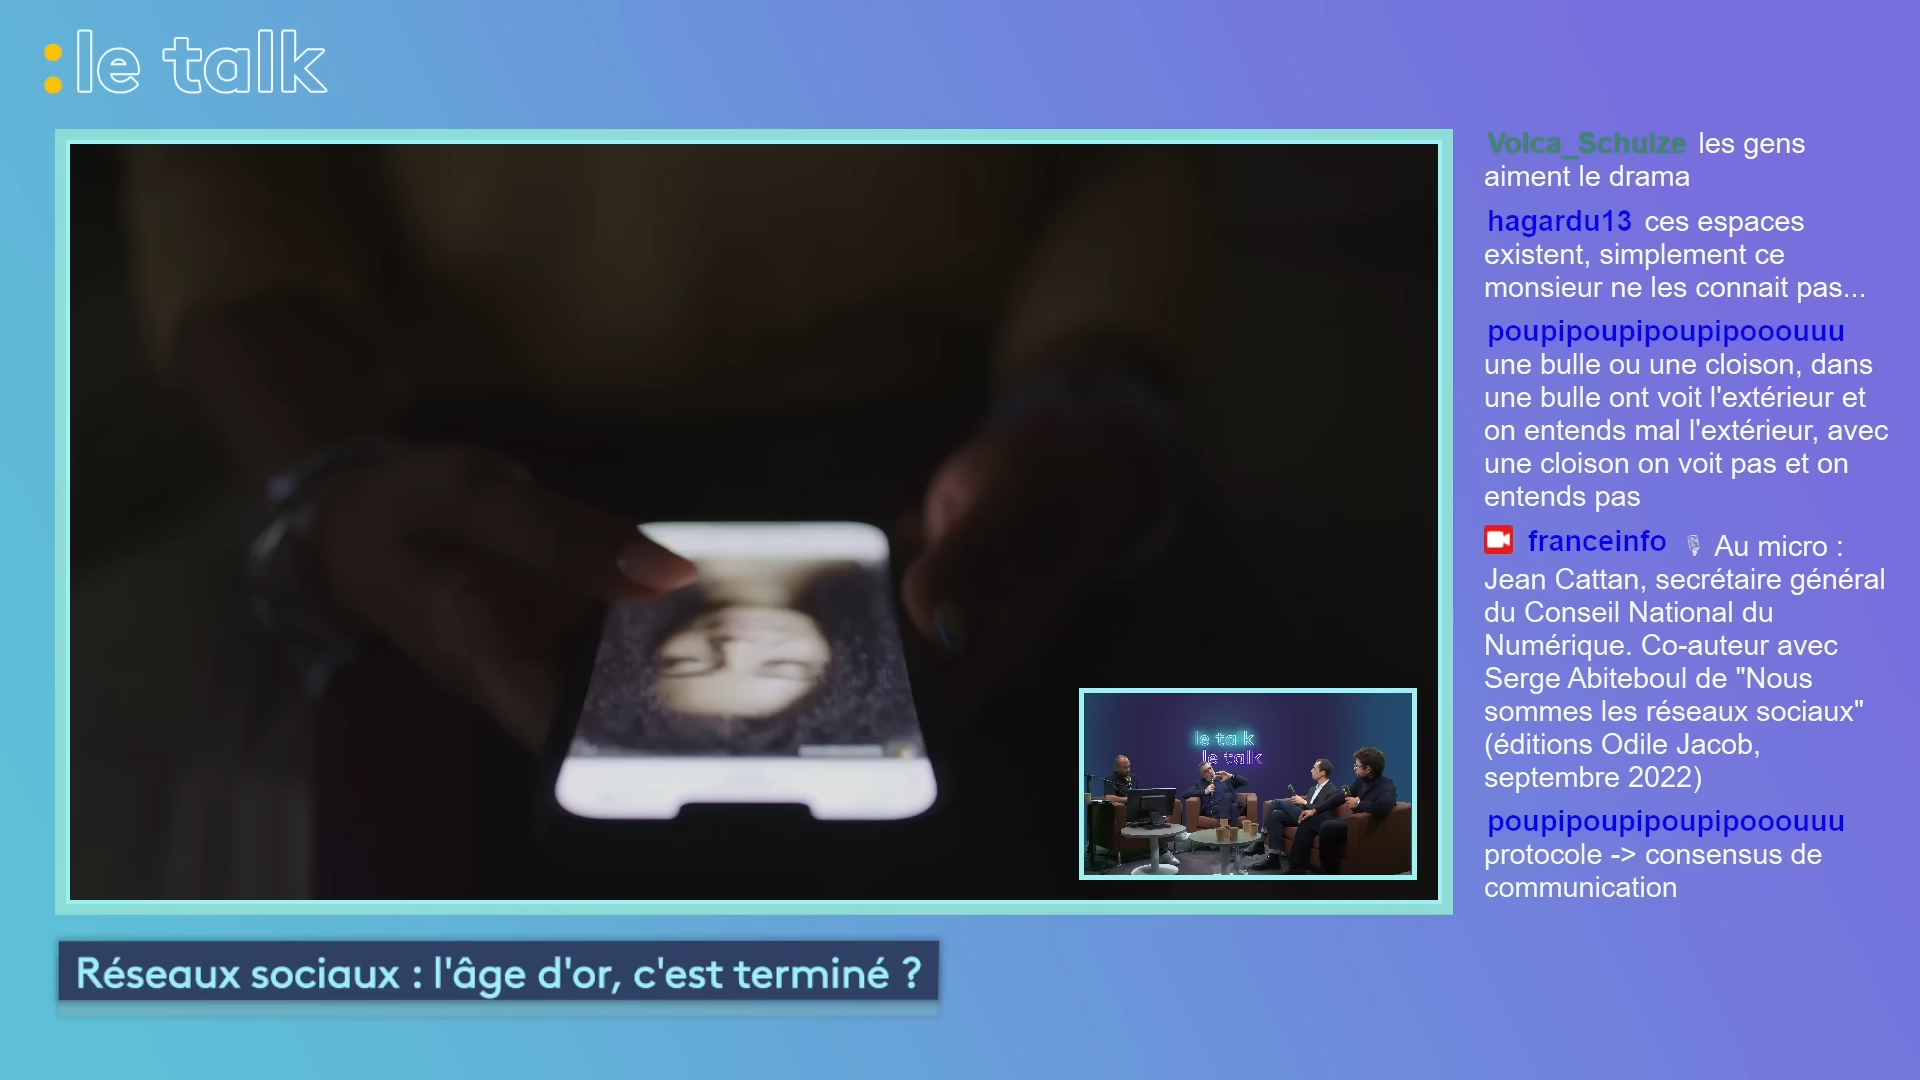 :le talk
Volca_Schulze les gens
aiment le drama
hagardu13 ces espaces
existent, simplement ce
monsieur ne les connait pas...
poupipoupipoupipooouuu
une bulle ou une cloison, dans
une bulle ont voit l'extérieur et
on entends mal l'extérieur, avec
une cloison on voit pas et on
entends pas
franceinfo 🎙 Au micro :
Jean Cattan, secrétaire général
du Conseil National du
Numérique. Co-auteur avec
Serge Abiteboul de "Nous
sommes les réseaux sociaux"
(éditions Odile Jacob,
septembre 2022)
poupipoupipoupipooouuu
protocole -> consensus de
communication
le talk
le talk
Réseaux sociaux : l'âge d'or, c'est terminé ?